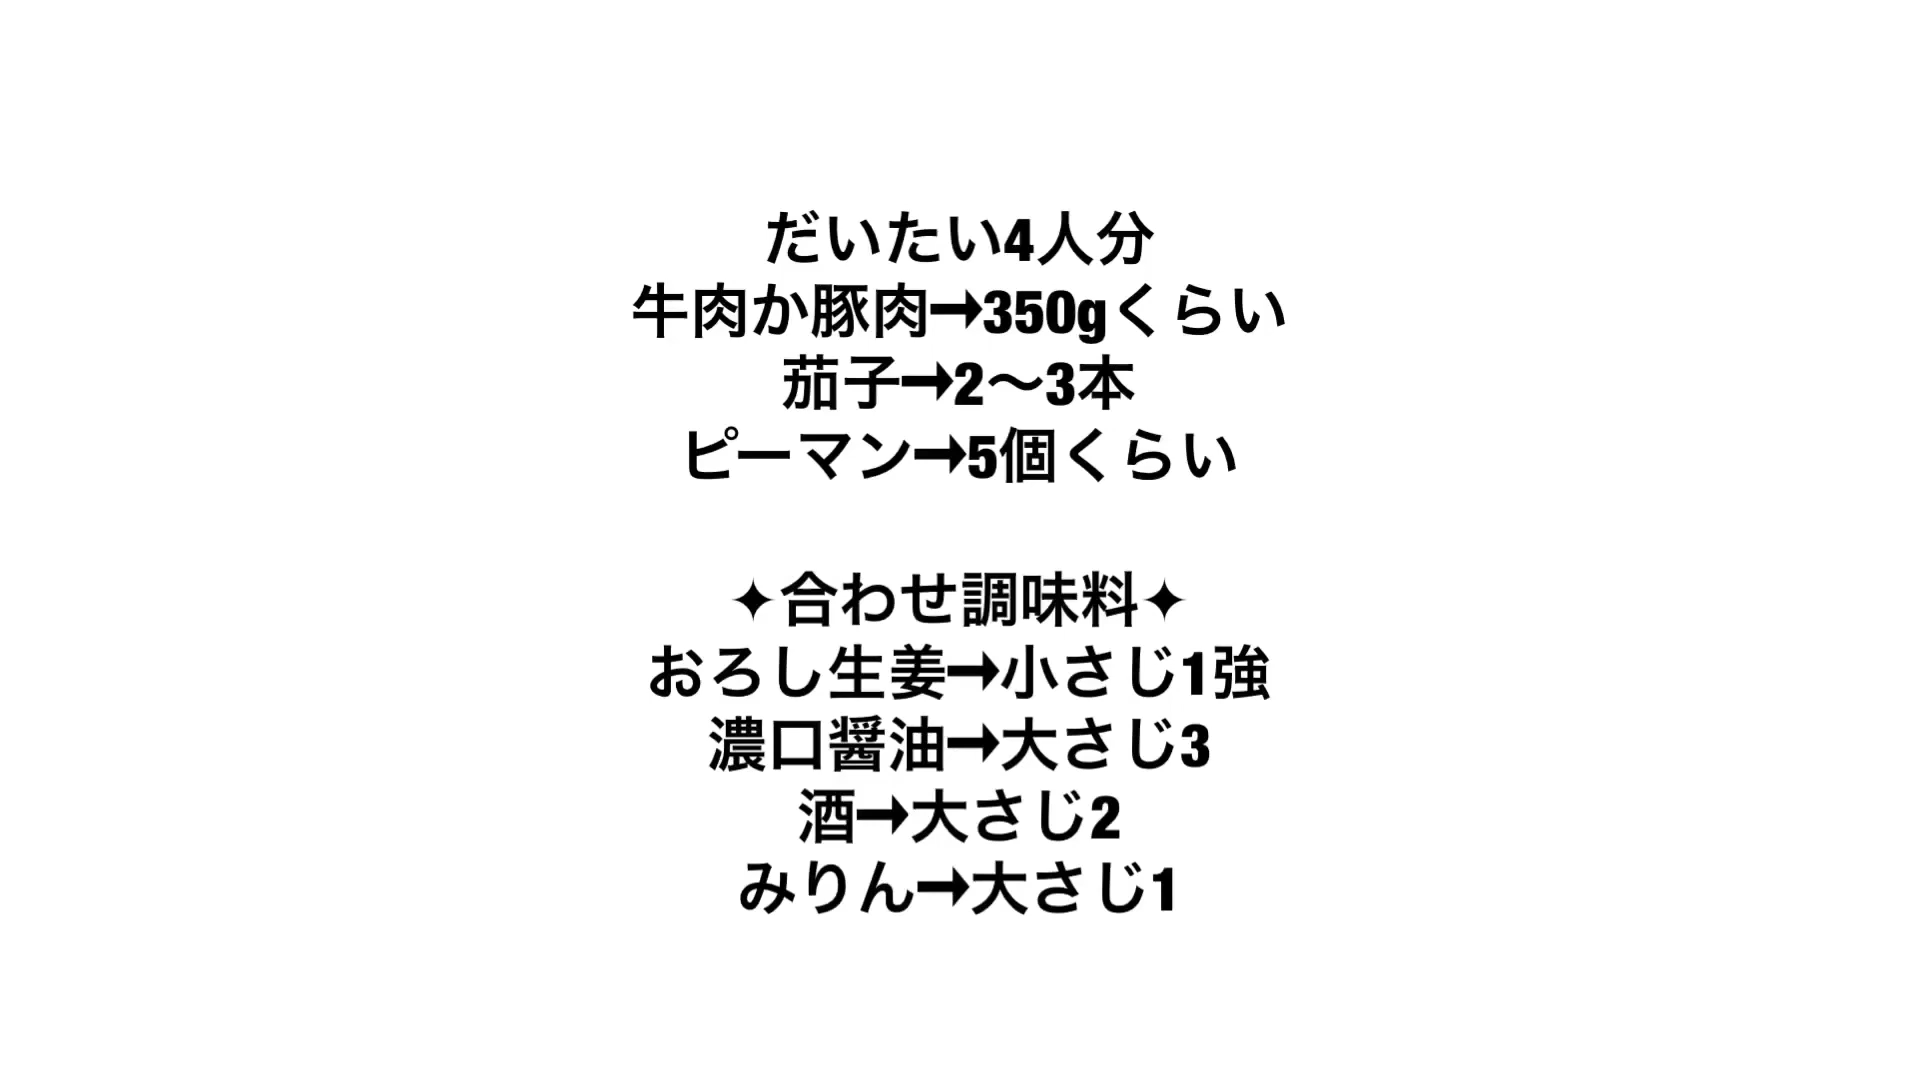 だいたい4人分
牛肉か豚肉➡350gくらい
茄子➡2〜3本
ピーマン➡5個くらい
✦合わせ調味料✦
おろし生姜➡小さじ1強
濃口醤油➡大さじ3
酒➡大さじ2
みりん➡大さじ1